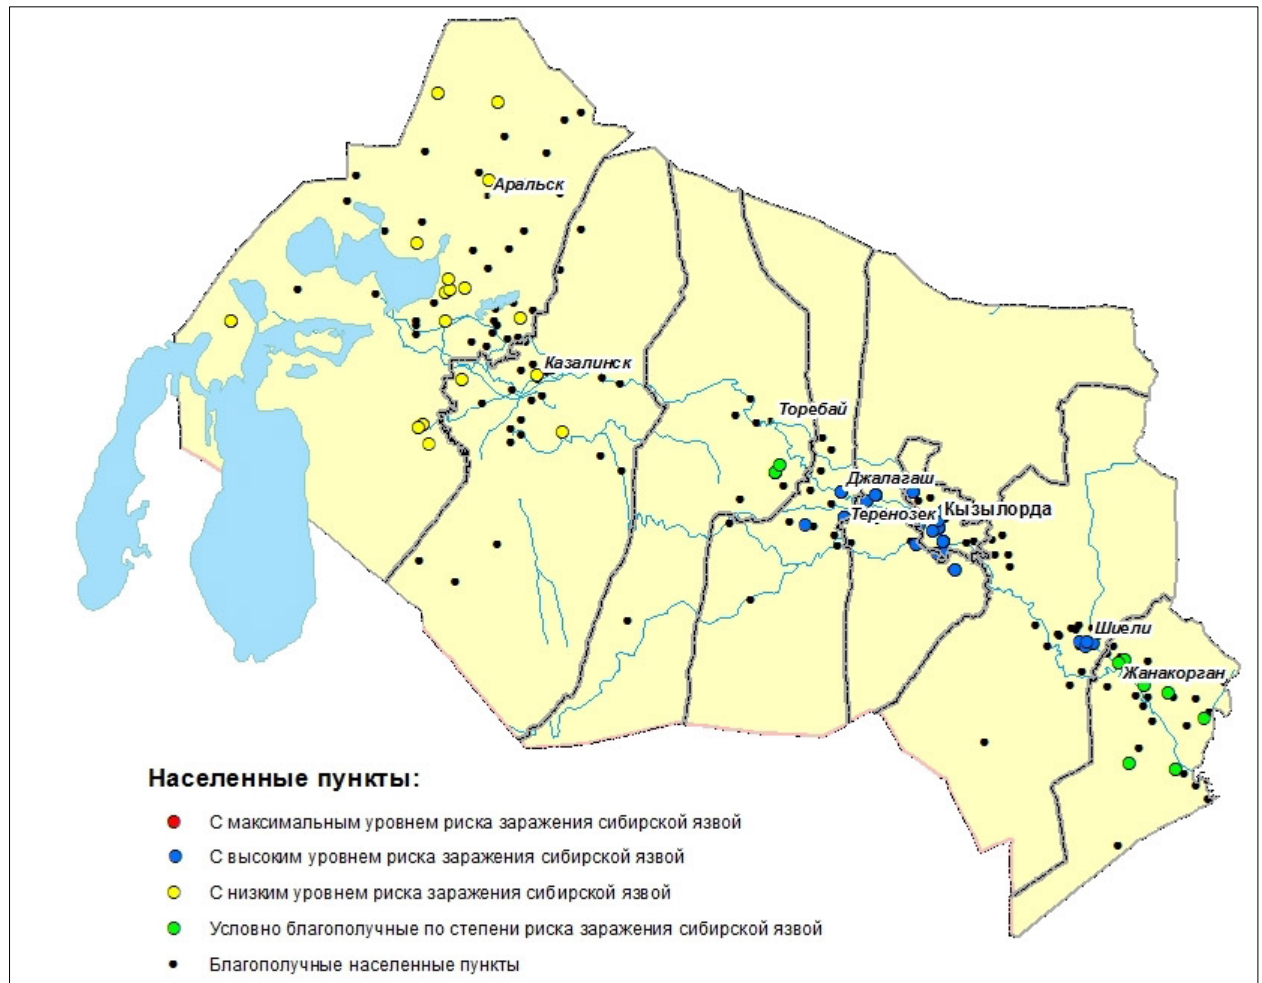 Аральск
Казалинск
Торебай
Джалагаш
Теренозек
Кызылорда
Шиели
Жанакорган
Населенные пункты:
С максимальным уровнем риска заражения сибирской язвой
С высоким уровнем риска заражения сибирской язвой
С низким уровнем риска заражения сибирской язвой
Условно благополучные по степени риска заражения сибирской язвой
Благополучные населенные пункты